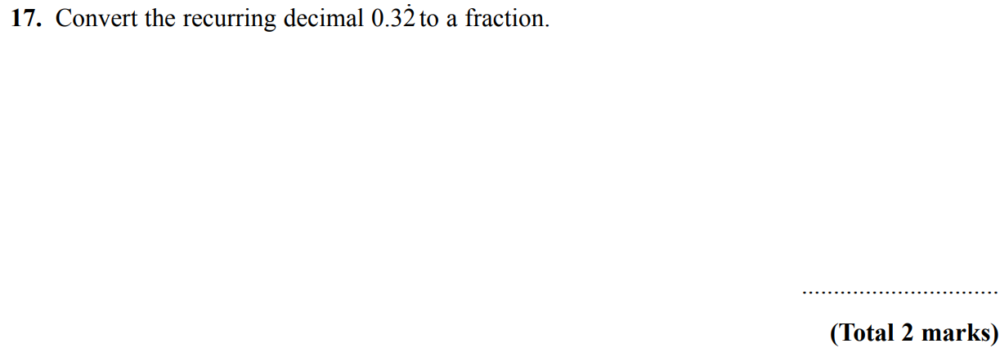 17. Convert the recurring decimal 0.32̇ to a fraction.
...............................
(Total 2 marks)